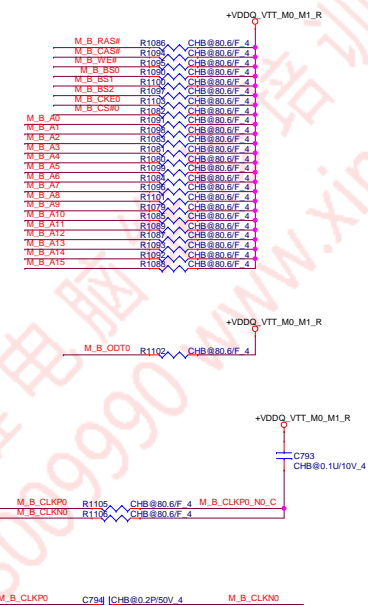 +VDDQ_VTT_M0_M1_R
M_B_RAS# R1086 CHB@80.6/F_4
M_B_CAS# R1094 CHB@80.6/F_4
M_B_WE# R1095 CHB@80.6/F_4
M_B_BS0 R1090 CHB@80.6/F_4
M_B_BS1 R1100 CHB@80.6/F_4
M_B_BS2 R1097 CHB@80.6/F_4
M_B_CKE0 R1103 CHB@80.6/F_4
M_B_CS#0 R1082 CHB@80.6/F_4
M_B_A0 R1091 CHB@80.6/F_4
M_B_A1 R1098 CHB@80.6/F_4
M_B_A2 R1083 CHB@80.6/F_4
M_B_A3 R1081 CHB@80.6/F_4
M_B_A4 R1080 CHB@80.6/F_4
M_B_A5 R1099 CHB@80.6/F_4
M_B_A6 R1084 CHB@80.6/F_4
M_B_A7 R1096 CHB@80.6/F_4
M_B_A8 R1101 CHB@80.6/F_4
M_B_A9 R1079 CHB@80.6/F_4
M_B_A10 R1085 CHB@80.6/F_4
M_B_A11 R1089 CHB@80.6/F_4
M_B_A12 R1087 CHB@80.6/F_4
M_B_A13 R1093 CHB@80.6/F_4
M_B_A14 R1092 CHB@80.6/F_4
M_B_A15 R1088 CHB@80.6/F_4
+VDDQ_VTT_M0_M1_R
M_B_ODT0 R1102 CHB@80.6/F_4
+VDDQ_VTT_M0_M1_R
C793
CHB@0.1U/10V_4
M_B_CLKP0 R1105 CHB@80.6/F_4 M_B_CLKP0_N0_C
M_B_CLKN0 R1106 CHB@80.6/F_4
M_B_CLKP0 C794 CHB@0.2P/50V_4 M_B_CLKN0